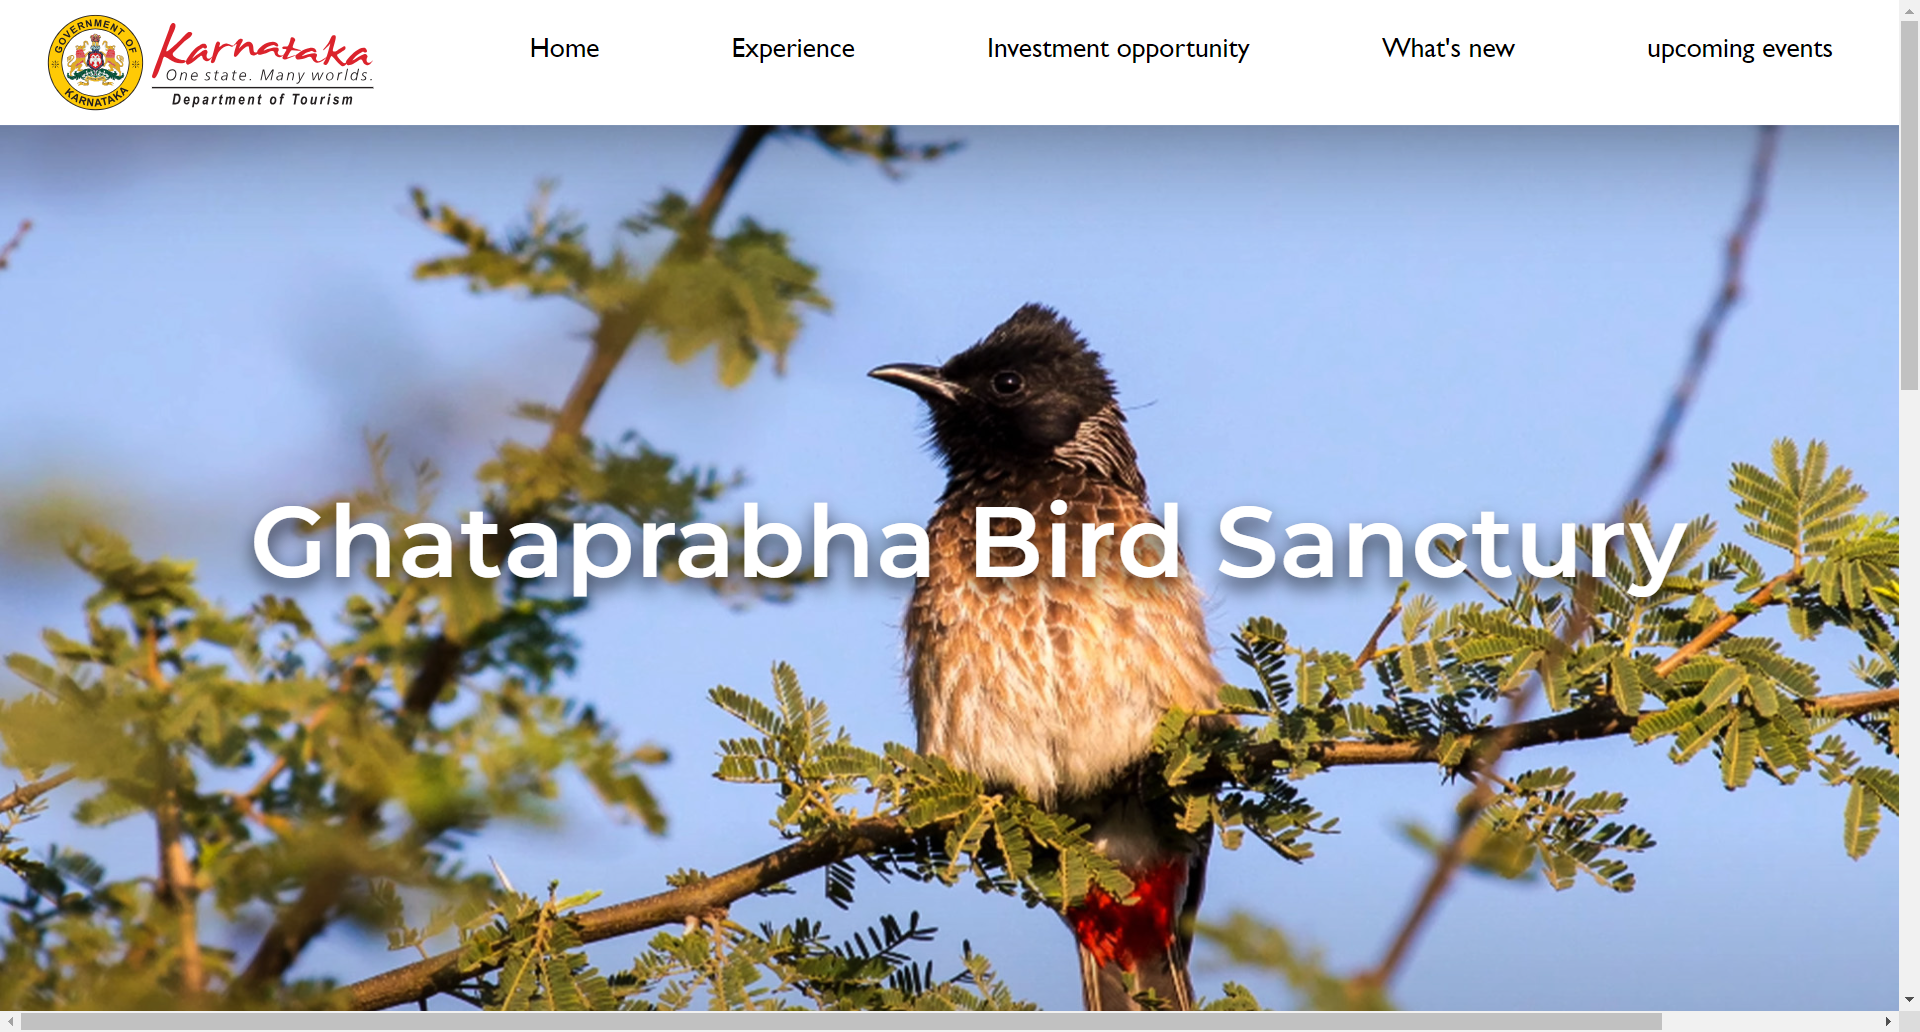 GOVERNMENT OF
KARNATAKA
Karnataka
One state. Many worlds.
Department of Tourism
Home
Experience
Investment opportunity
What's new
upcoming events
Ghataprabha Bird Sanctury